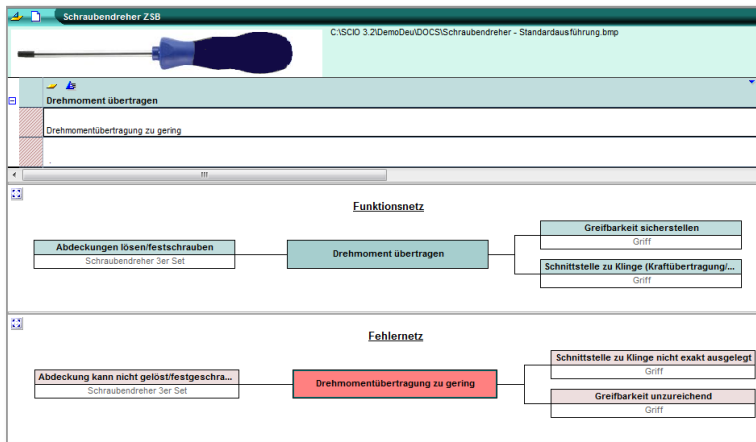 Schraubendreher ZSB
C:\SCIO 3.2\DemoDeu\DOCS\Schraubendreher - Standardausführung.bmp
Drehmoment übertragen
Drehmomentübertragung zu gering
Funktionsnetz
Abdeckungen lösen/festschrauben
Schraubendreher 3er Set
Drehmoment übertragen
Greifbarkeit sicherstellen
Griff
Schnittstelle zu Klinge (Kraftübertragung/...
Griff
Fehlernetz
Abdeckung kann nicht gelöst/festgeschra...
Schraubendreher 3er Set
Drehmomentübertragung zu gering
Schnittstelle zu Klinge nicht exakt ausgelegt
Griff
Greifbarkeit unzureichend
Griff